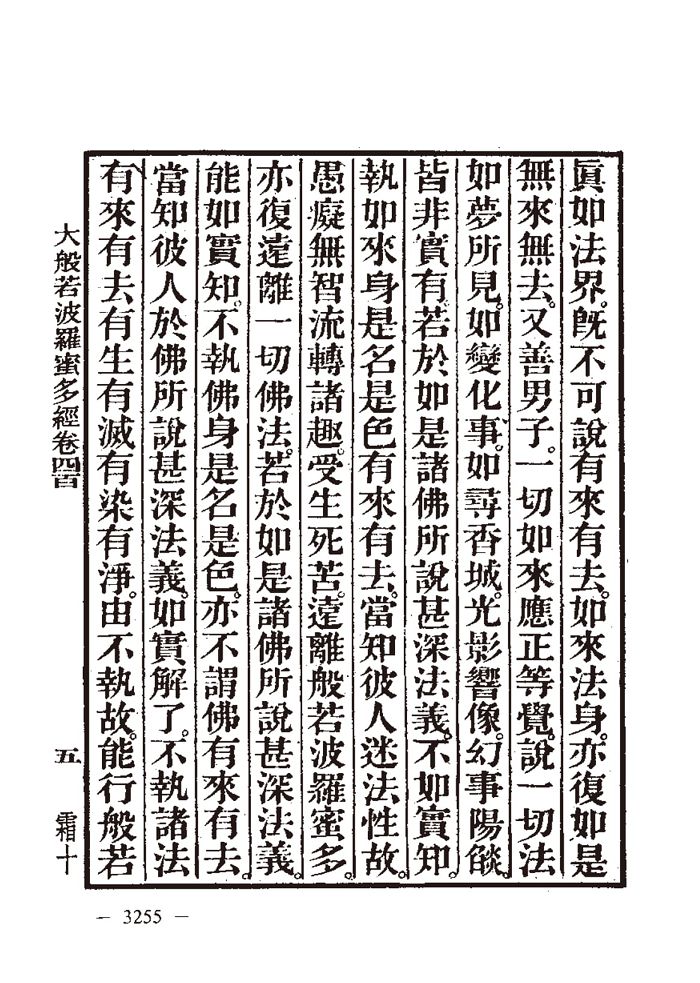 眞如法界。旣不可說有來有去。如來法身。亦復如是
無來無去。又善男子。一切如來應正等覺。說一切法
如夢所見。如變化事。如尋香城。光影響像。幻事陽燄。
皆非實有。若於如是諸佛所說甚深法義。不如實知。
執如來身是名是色有來有去。當知彼人迷法性故。
愚癡無智流轉諸趣。受生死苦。遠離般若波羅蜜多。
亦復遠離一切佛法。若於如是諸佛所說甚深法義。
能如實知。不執佛身是名是色。亦不謂佛有來有去。
當知彼人於佛所說甚深法義。如實解了。不執諸法
有來有去有生有滅有染有淨。由不執故。能行般若
大般若波羅蜜多經卷四百 五 霜十
— 3255 —